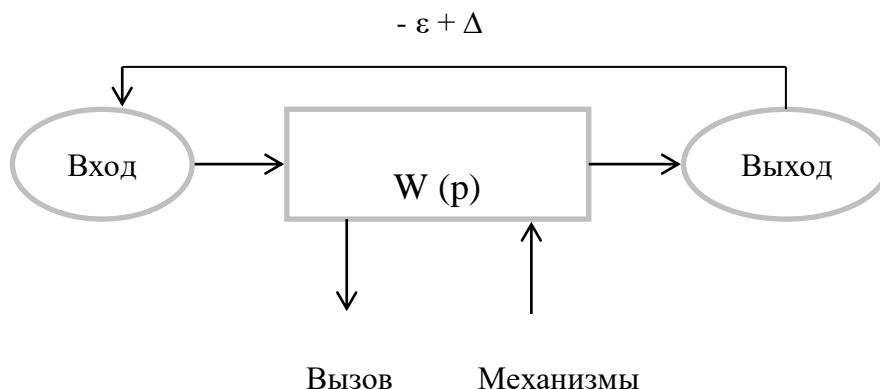 - ε + Δ
Вход
W (p)
Выход
Вызов
Механизмы